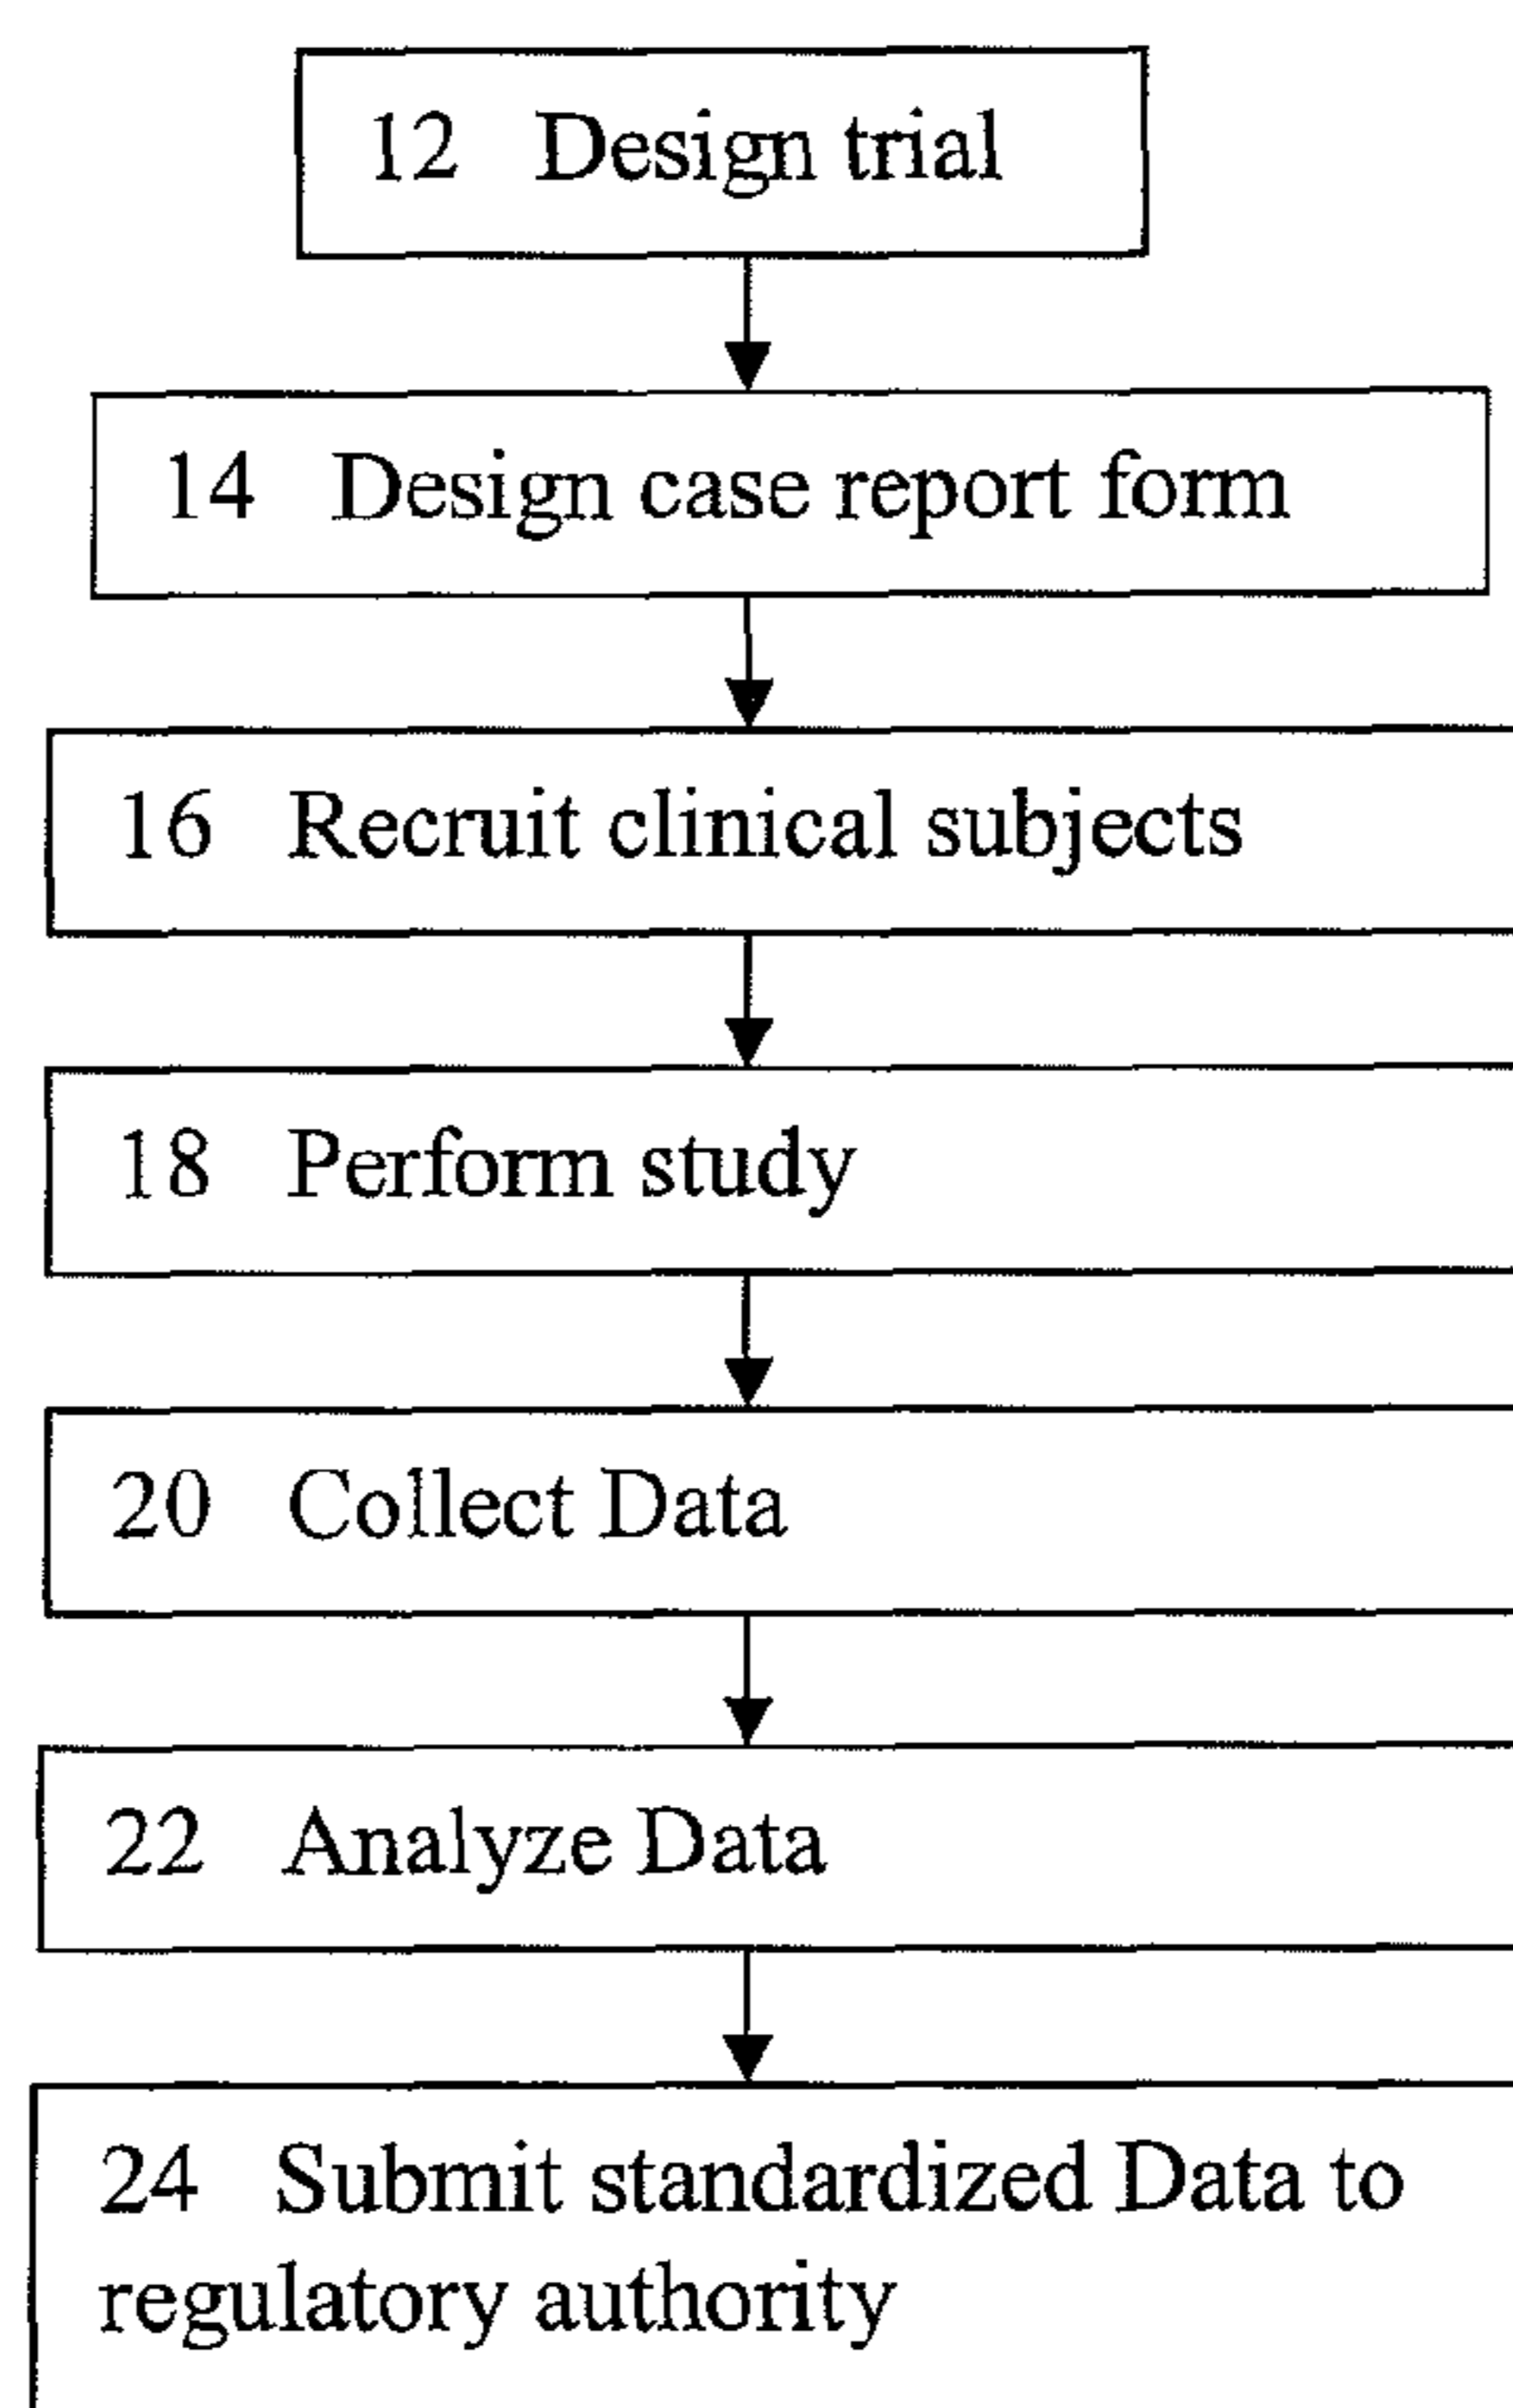 12 Design trial
14 Design case report form
16 Recruit clinical subjects
18 Perform study
20 Collect Data
22 Analyze Data
24 Submit standardized Data to
regulatory authority